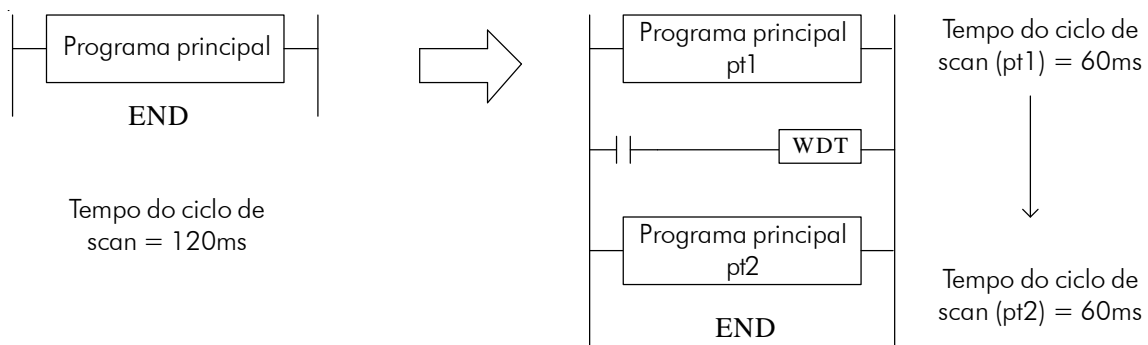 Programa principal
END
Tempo do ciclo de
scan = 120ms
Programa principal
pt1
Tempo do ciclo de
scan (pt1) = 60ms
WDT
Programa principal
pt2
Tempo do ciclo de
scan (pt2) = 60ms
END